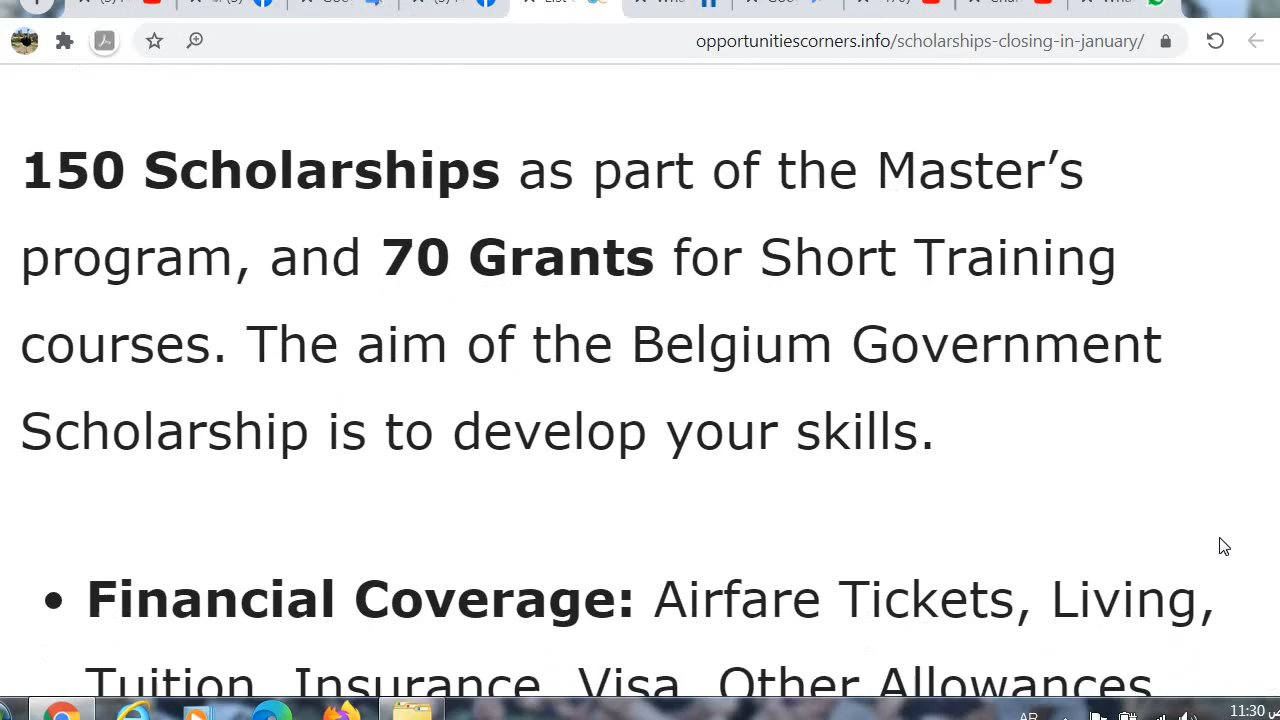 opportunitiescorners.info/scholarships-closing-in-january/
150 Scholarships as part of the Master’s
program, and 70 Grants for Short Training
courses. The aim of the Belgium Government
Scholarship is to develop your skills.
• Financial Coverage: Airfare Tickets, Living,
Tuition, Insurance, Visa, Other Allowances
AR
11:30